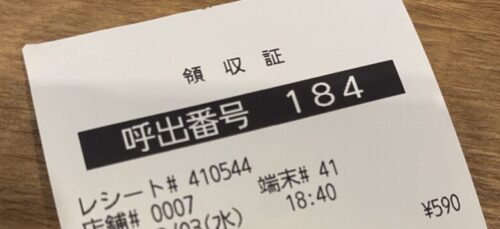 領収証
呼出番号 184
レシート# 410544 端末# 41
店舗# 0007 18:40
/03(水) ¥590